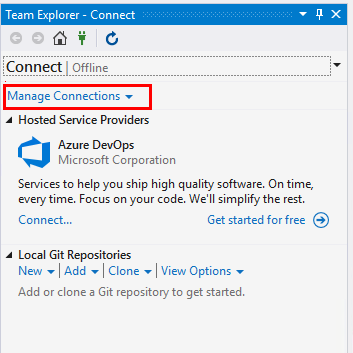 Team Explorer - Connect
Connect | Offline
Manage Connections
Hosted Service Providers
Azure DevOps
Microsoft Corporation
Services to help you ship high quality software. On time,
every time. Focus on your code. We'll simplify the rest.
Connect... Get started for free
Local Git Repositories
New | Add | Clone | View Options
Add or clone a Git repository to get started.